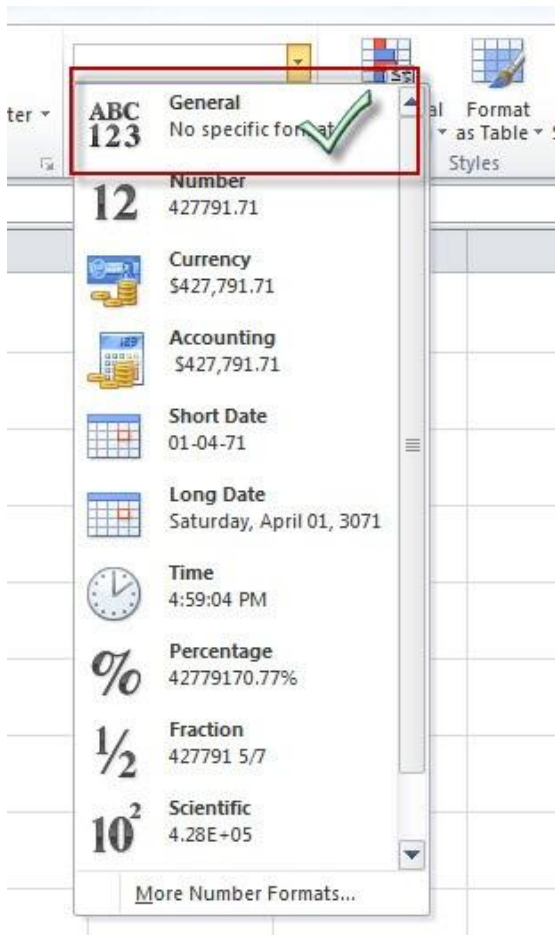 ter
al Format
as Table
Styles
ABC
123
General
No specific format
12
Number
427791.71
Currency
$427,791.71
Accounting
$427,791.71
Short Date
01-04-71
Long Date
Saturday, April 01, 3071
Time
4:59:04 PM
%
Percentage
42779170.77%
1/2
Fraction
427791 5/7
10²
Scientific
4.28E+05
More Number Formats...